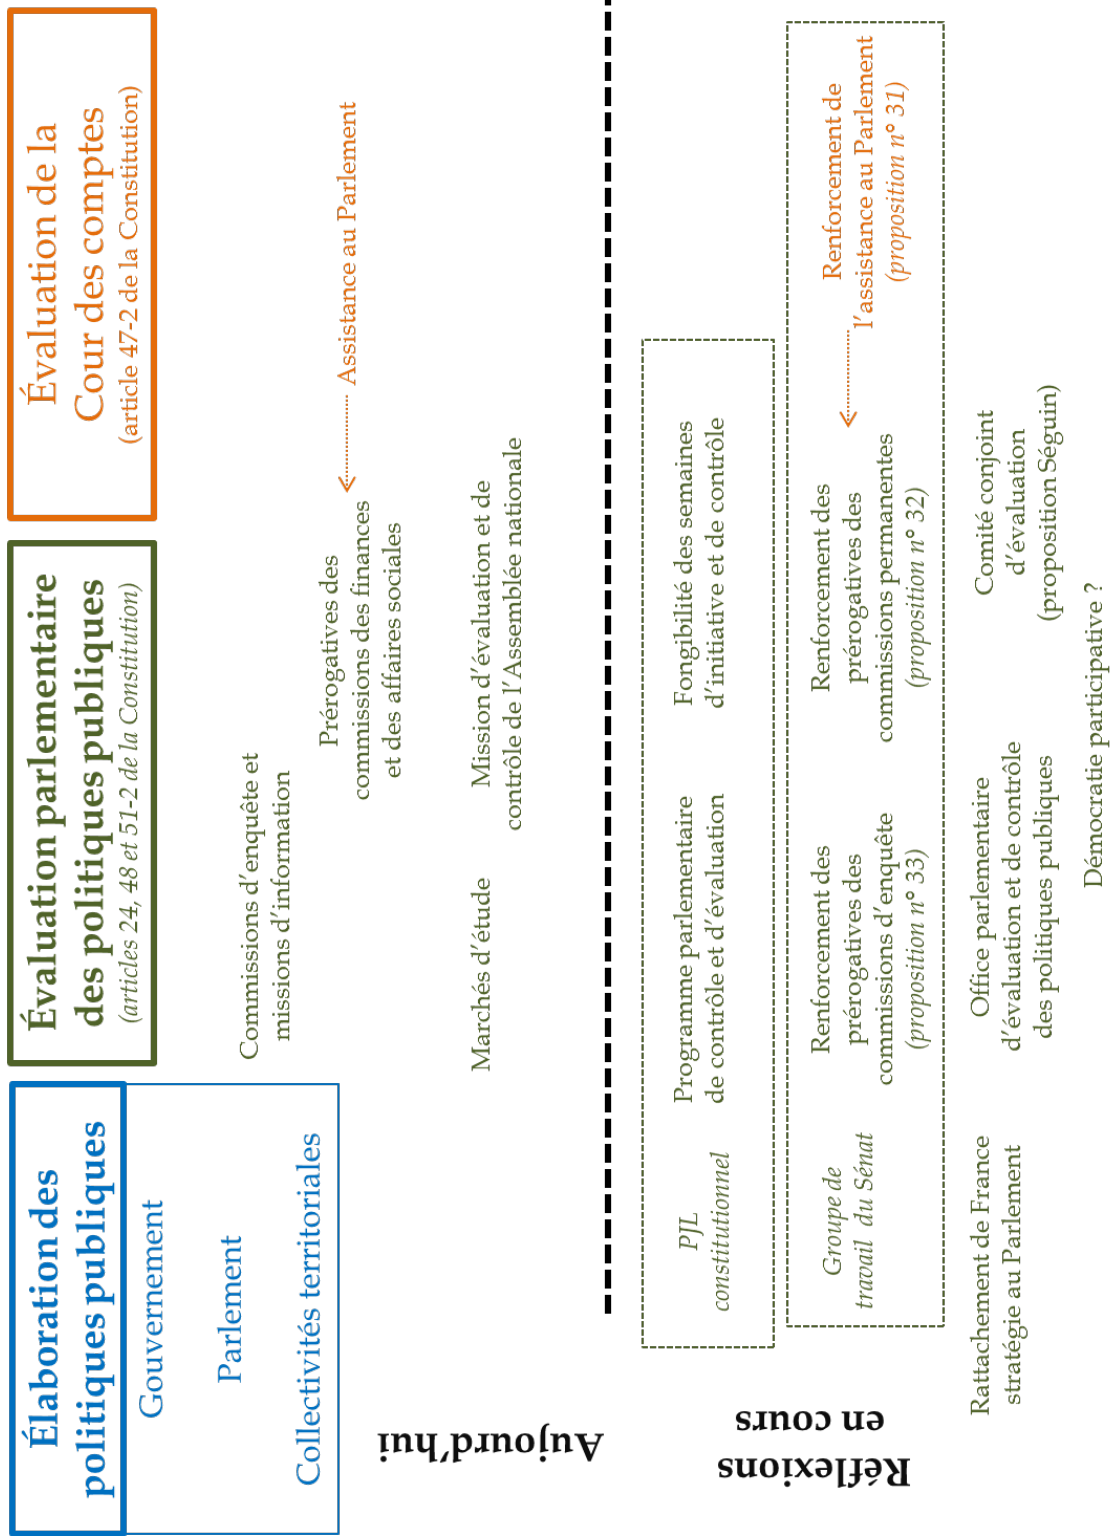 Élaboration des
politiques publiques
Gouvernement
Parlement
Collectivités territoriales
Évaluation parlementaire
des politiques publiques
(articles 24, 48 et 51-2 de la Constitution)
Évaluation de la
Cour des comptes
(article 47-2 de la Constitution)
Aujourd'hui
Commissions d'enquête et
missions d'information
Prérogatives des
commissions des finances
et des affaires sociales
Assistance au Parlement
Marchés d'étude
Mission d'évaluation et de
contrôle de l'Assemblée nationale
Réflexions
en cours
PJL
constitutionnel
Programme parlementaire
de contrôle et d'évaluation
Fongibilité des semaines
d'initiative et de contrôle
Groupe de
travail du Sénat
Renforcement des
prérogatives des
commissions d'enquête
(proposition n° 33)
Renforcement des
prérogatives des
commissions permanentes
(proposition n° 32)
Renforcement de
l'assistance au Parlement
(proposition n° 31)
Rattachement de France
stratégie au Parlement
Office parlementaire
d'évaluation et de contrôle
des politiques publiques
Comité conjoint
d'évaluation
(proposition Séguin)
Démocratie participative ?